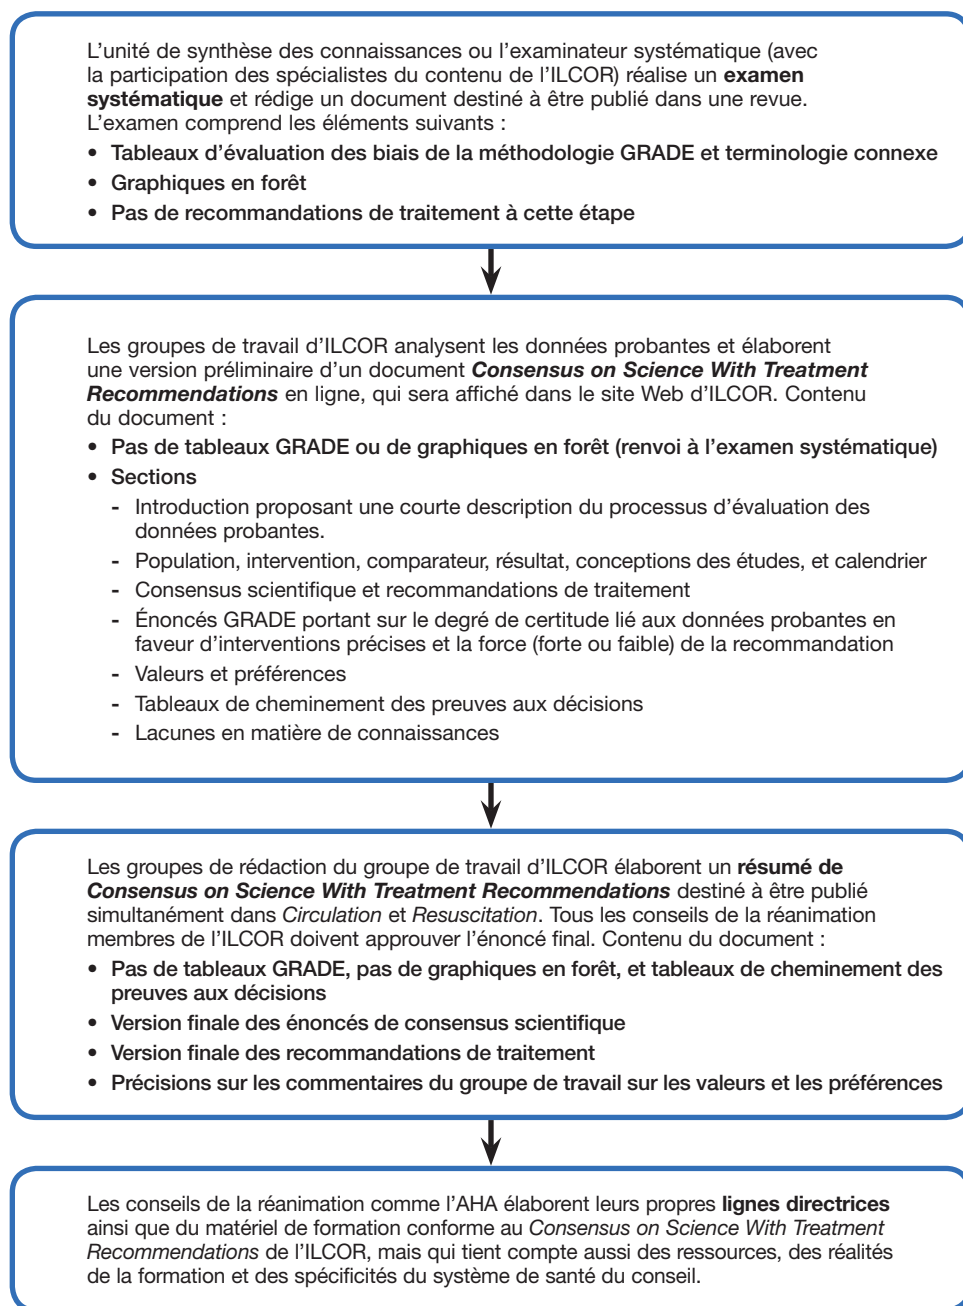 L’unité de synthèse des connaissances ou l’examinateur systématique (avec
la participation des spécialistes du contenu de l’ILCOR) réalise un examen
systématique et rédige un document destiné à être publié dans une revue.
L’examen comprend les éléments suivants :
• Tableaux d’évaluation des biais de la méthodologie GRADE et terminologie connexe
• Graphiques en forêt
• Pas de recommandations de traitement à cette étape
Les groupes de travail d’ILCOR analysent les données probantes et élaborent
une version préliminaire d’un document Consensus on Science With Treatment
Recommendations en ligne, qui sera affiché dans le site Web d’ILCOR. Contenu
du document :
• Pas de tableaux GRADE ou de graphiques en forêt (renvoi à l’examen systématique)
• Sections
- Introduction proposant une courte description du processus d’évaluation des
données probantes.
- Population, intervention, comparateur, résultat, conceptions des études, et calendrier
- Consensus scientifique et recommandations de traitement
- Énoncés GRADE portant sur le degré de certitude lié aux données probantes en
faveur d’interventions précises et la force (forte ou faible) de la recommandation
- Valeurs et préférences
- Tableaux de cheminement des preuves aux décisions
- Lacunes en matière de connaissances
Les groupes de rédaction du groupe de travail d’ILCOR élaborent un résumé de
Consensus on Science With Treatment Recommendations destiné à être publié
simultanément dans Circulation et Resuscitation. Tous les conseils de la réanimation
membres de l’ILCOR doivent approuver l’énoncé final. Contenu du document :
• Pas de tableaux GRADE, pas de graphiques en forêt, et tableaux de cheminement des
preuves aux décisions
• Version finale des énoncés de consensus scientifique
• Version finale des recommandations de traitement
• Précisions sur les commentaires du groupe de travail sur les valeurs et les préférences
Les conseils de la réanimation comme l’AHA élaborent leurs propres lignes directrices
ainsi que du matériel de formation conforme au Consensus on Science With Treatment
Recommendations de l’ILCOR, mais qui tient compte aussi des ressources, des réalités
de la formation et des spécificités du système de santé du conseil.